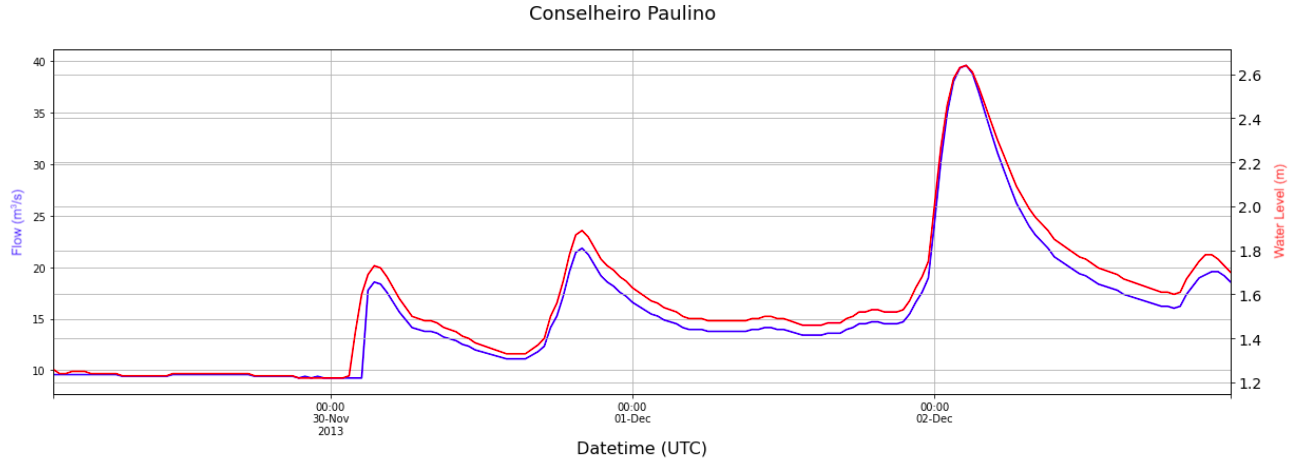 Conselheiro Paulino
Flow (m³/s)
40
35
30
25
20
15
10
2.6
2.4
2.2
2.0
1.8
1.6
1.4
1.2
Water Level (m)
00:00
30-Nov
2013
00:00
01-Dec
00:00
02-Dec
Datetime (UTC)